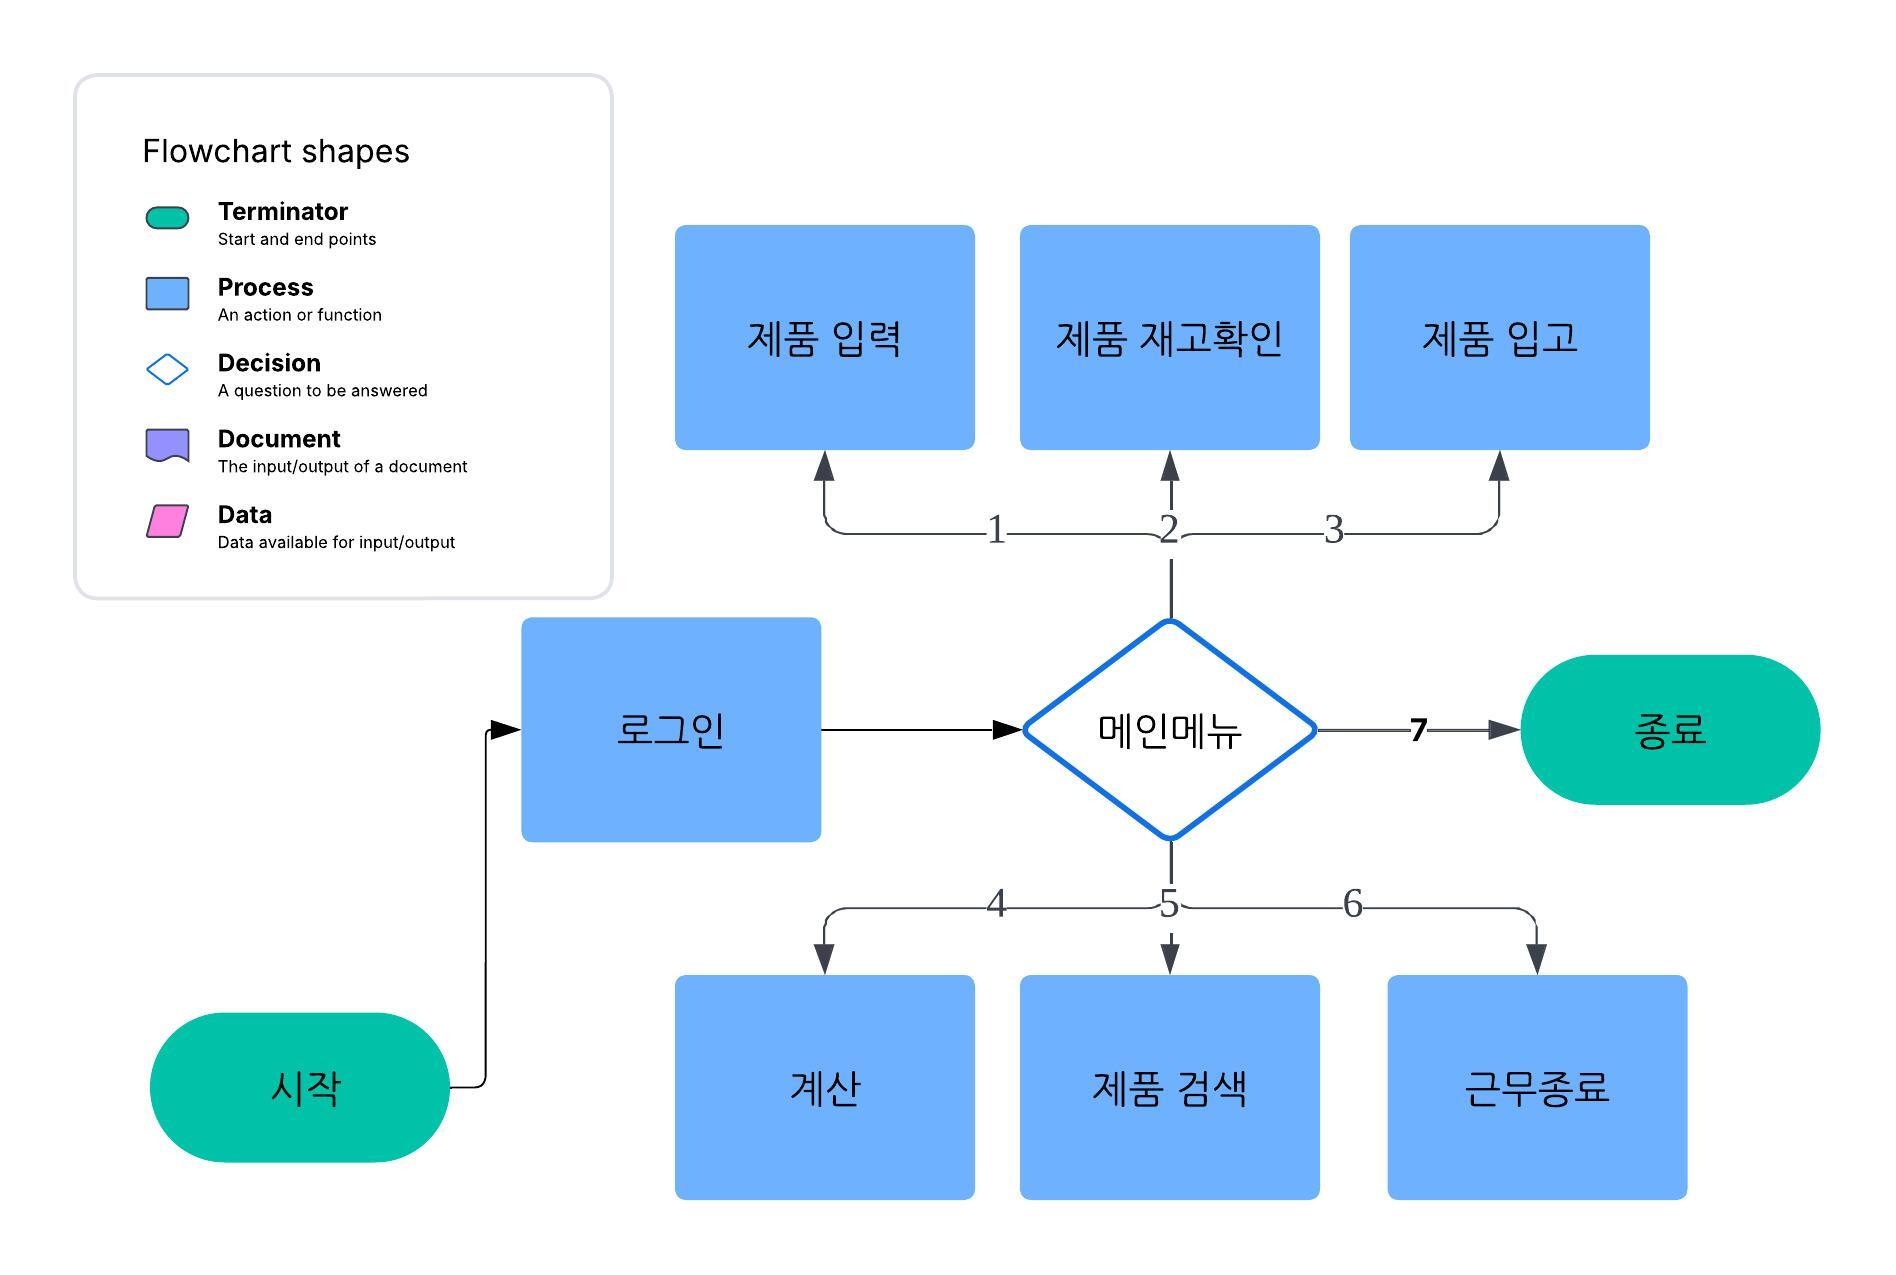 Flowchart shapes
Terminator
Start and end points
Process
An action or function
Decision
A question to be answered
Document
The input/output of a document
Data
Data available for input/output
제품 입력
제품 재고확인
제품 입고
1
2
3
로그인
메인메뉴
7
종료
4
5
6
시작
계산
제품 검색
근무종료